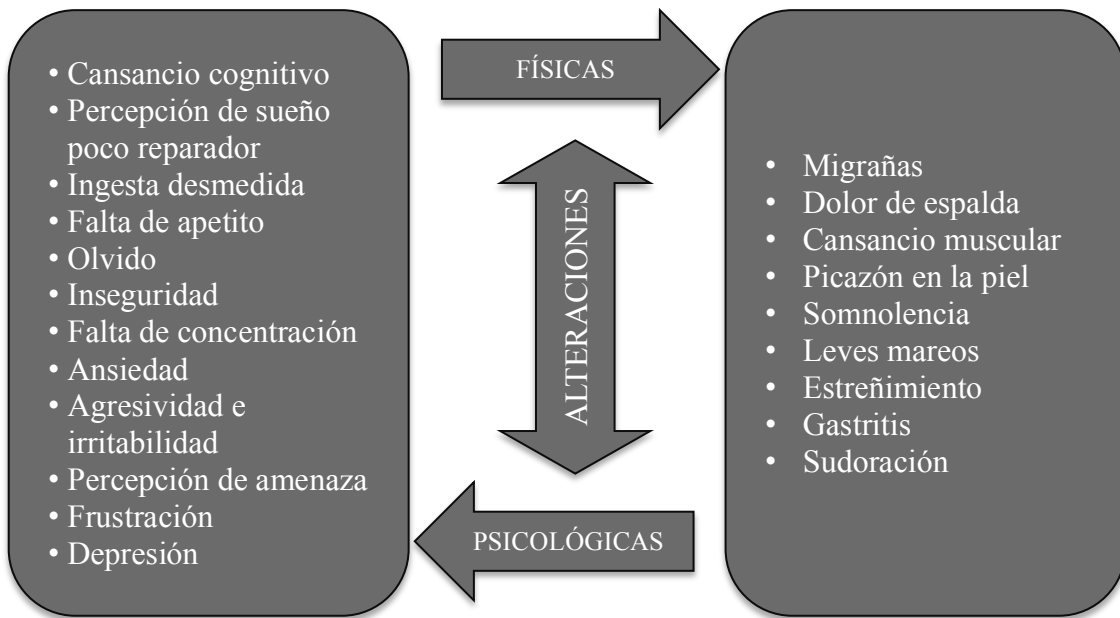 • Cansancio cognitivo
• Percepción de sueño
poco reparador
• Ingesta desmedida
• Falta de apetito
• Olvido
• Inseguridad
• Falta de concentración
• Ansiedad
• Agresividad e
irritabilidad
• Percepción de amenaza
• Frustración
• Depresión
FÍSICAS
ALTERACIONES
PSICOLÓGICAS
• Migrañas
• Dolor de espalda
• Cansancio muscular
• Picazón en la piel
• Somnolencia
• Leves mareos
• Estreñimiento
• Gastritis
• Sudoración